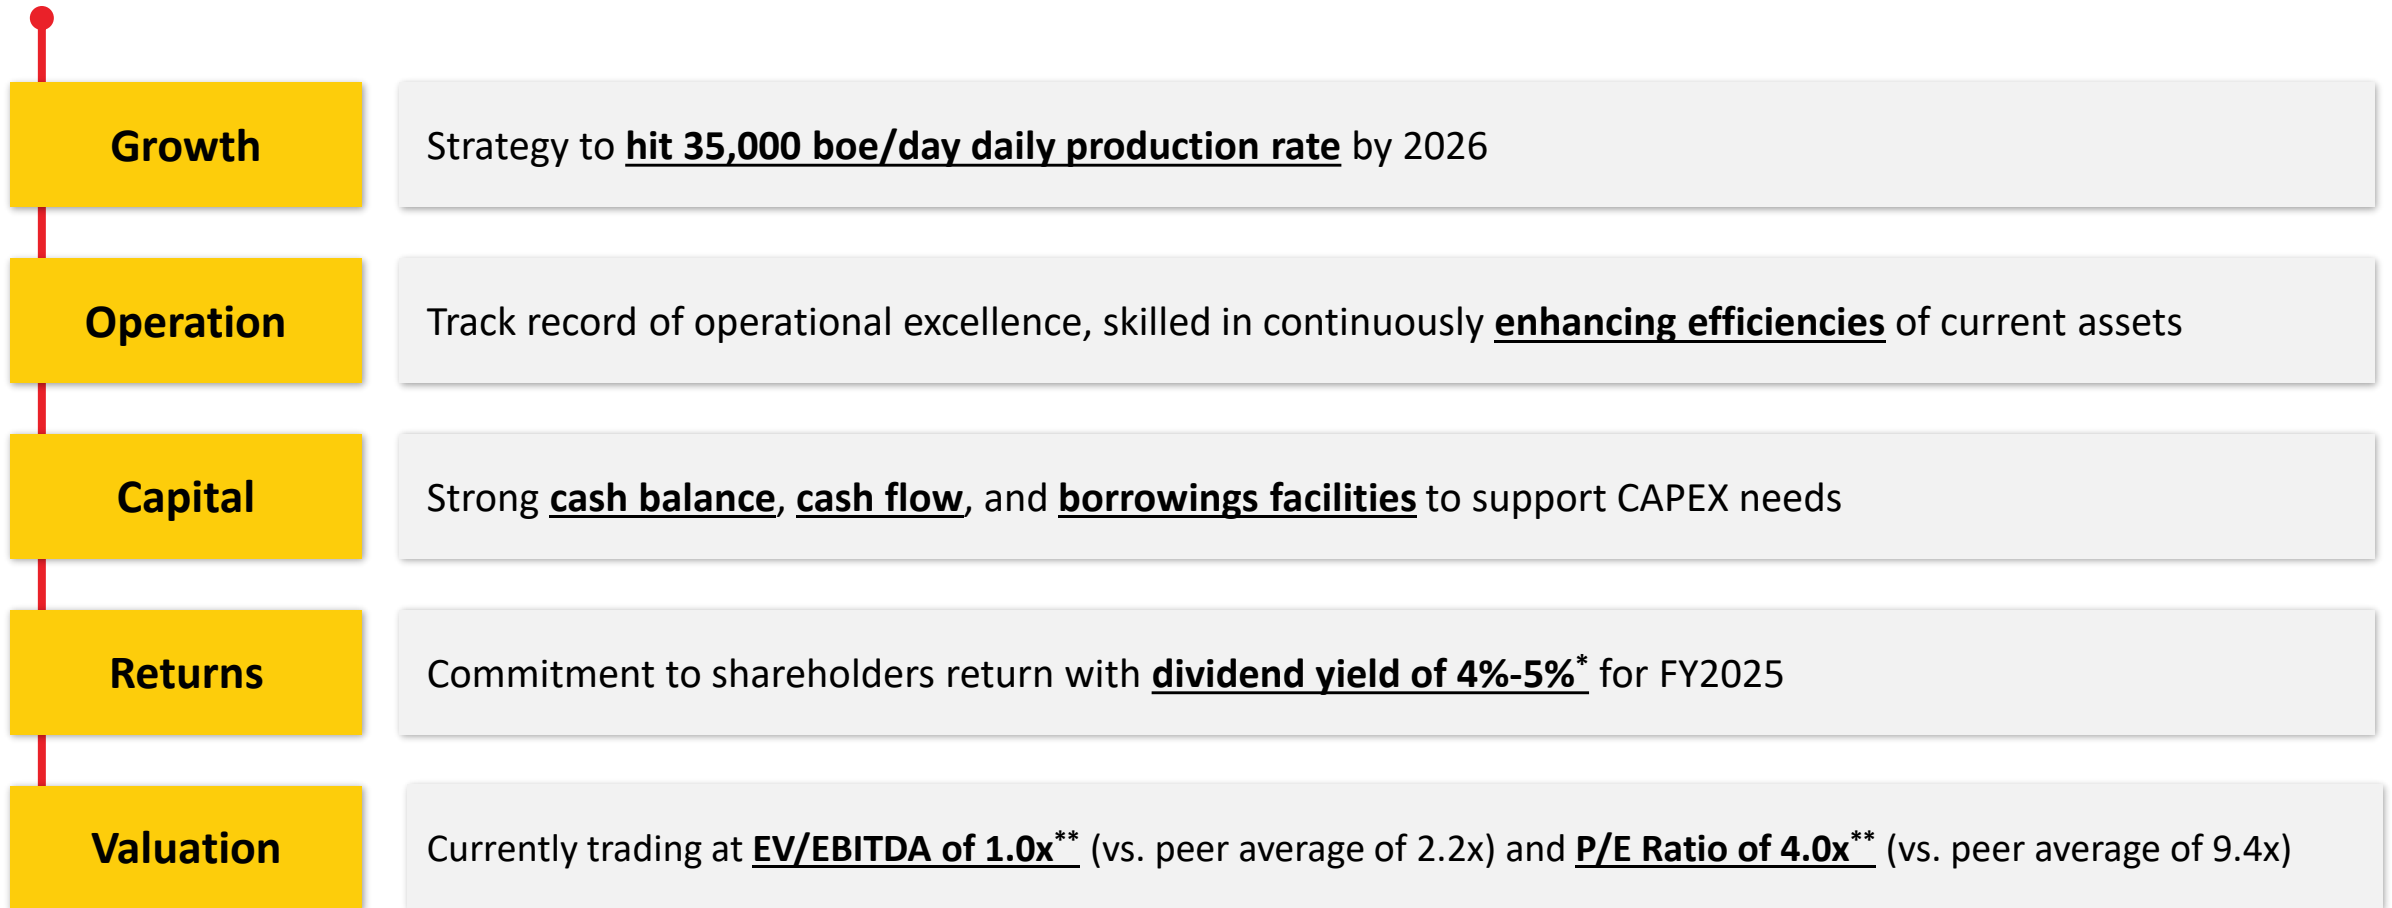 Growth
Strategy to hit 35,000 boe/day daily production rate by 2026
Operation
Track record of operational excellence, skilled in continuously enhancing efficiencies of current assets
Capital
Strong cash balance, cash flow, and borrowings facilities to support CAPEX needs
Returns
Commitment to shareholders return with dividend yield of 4%-5%* for FY2025
Valuation
Currently trading at EV/EBITDA of 1.0x** (vs. peer average of 2.2x) and P/E Ratio of 4.0x** (vs. peer average of 9.4x)